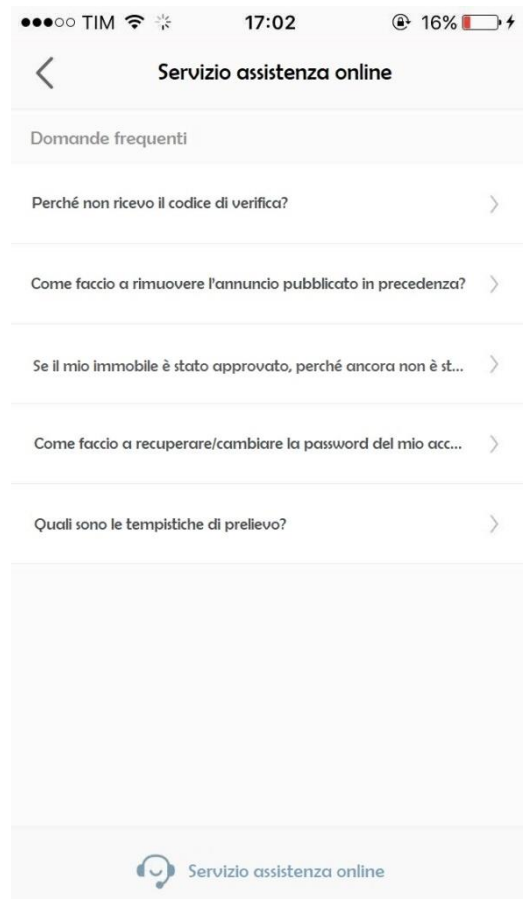 TIM 17:02 16%
Servizio assistenza online
Domande frequenti
Perché non ricevo il codice di verifica?
Come faccio a rimuovere l'annuncio pubblicato in precedenza?
Se il mio immobile è stato approvato, perché ancora non è st...
Come faccio a recuperare/cambiare la password del mio acc...
Quali sono le tempistiche di prelievo?
Servizio assistenza online